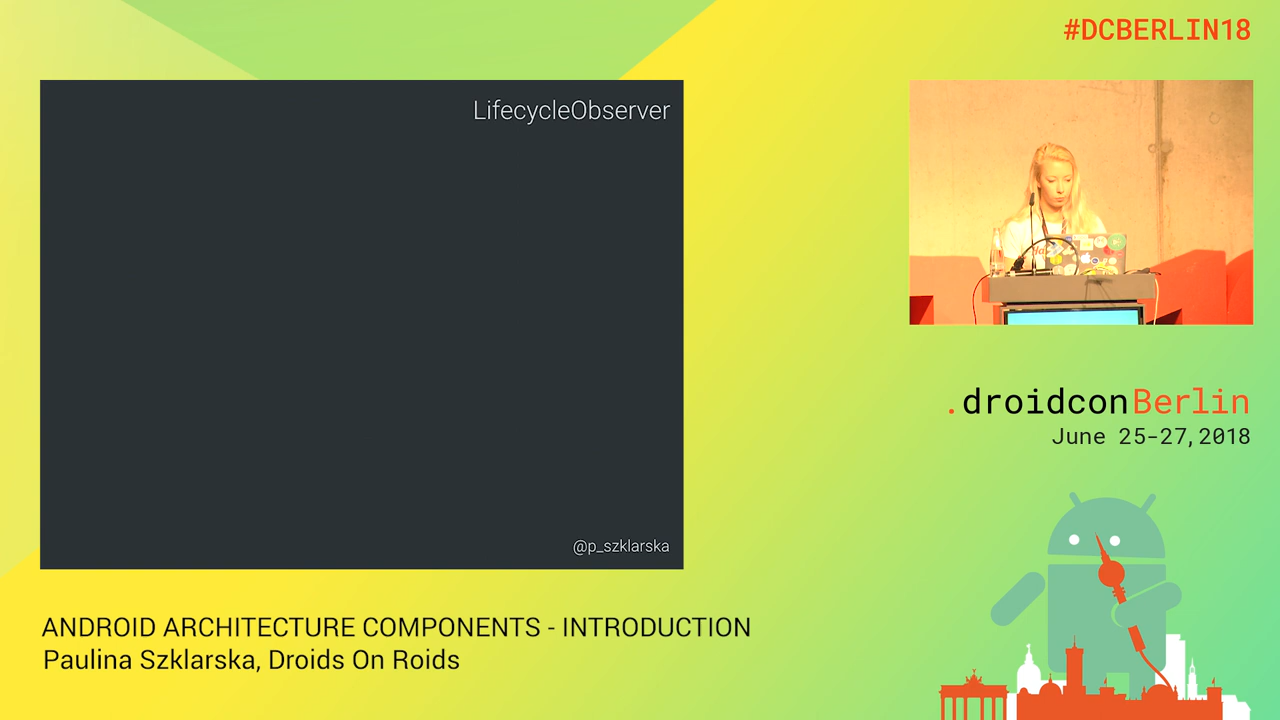 #DCBERLIN18
LifecycleObserver
@p_szklarska
.droidconBerlin
June 25-27, 2018
ANDROID ARCHITECTURE COMPONENTS - INTRODUCTION
Paulina Szklarska, Droids On Roids